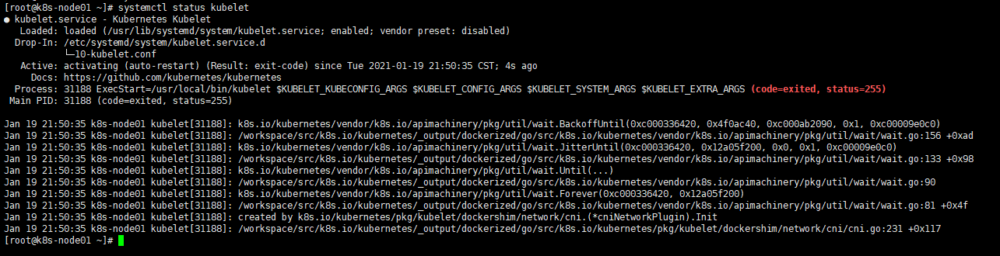 [root@k8s-node01 ~]# systemctl status kubelet
● kubelet.service - Kubernetes Kubelet
   Loaded: loaded (/usr/lib/systemd/system/kubelet.service; enabled; vendor preset: disabled)
  Drop-In: /etc/systemd/system/kubelet.service.d
           └─10-kubelet.conf
   Active: activating (auto-restart) (Result: exit-code) since Tue 2021-01-19 21:50:35 CST; 4s ago
     Docs: https://github.com/kubernetes/kubernetes
  Process: 31188 ExecStart=/usr/local/bin/kubelet $KUBELET_KUBECONFIG_ARGS $KUBELET_CONFIG_ARGS $KUBELET_SYSTEM_ARGS $KUBELET_EXTRA_ARGS (code=exited, status=255)
 Main PID: 31188 (code=exited, status=255)

Jan 19 21:50:35 k8s-node01 kubelet[31188]: k8s.io/kubernetes/vendor/k8s.io/apimachinery/pkg/util/wait.BackoffUntil(0xc000336420, 0x4f0ac40, 0xc000ab2090, 0x1, 0xc00009e0c0)
Jan 19 21:50:35 k8s-node01 kubelet[31188]: /workspace/src/k8s.io/kubernetes/_output/dockerized/go/src/k8s.io/kubernetes/vendor/k8s.io/apimachinery/pkg/util/wait/wait.go:156 +0xad
Jan 19 21:50:35 k8s-node01 kubelet[31188]: k8s.io/kubernetes/vendor/k8s.io/apimachinery/pkg/util/wait.JitterUntil(0xc000336420, 0x12a05f200, 0x0, 0x1, 0xc00009e0c0)
Jan 19 21:50:35 k8s-node01 kubelet[31188]: /workspace/src/k8s.io/kubernetes/_output/dockerized/go/src/k8s.io/kubernetes/vendor/k8s.io/apimachinery/pkg/util/wait/wait.go:133 +0x98
Jan 19 21:50:35 k8s-node01 kubelet[31188]: k8s.io/kubernetes/vendor/k8s.io/apimachinery/pkg/util/wait.Until(...)
Jan 19 21:50:35 k8s-node01 kubelet[31188]: /workspace/src/k8s.io/kubernetes/_output/dockerized/go/src/k8s.io/kubernetes/vendor/k8s.io/apimachinery/pkg/util/wait/wait.go:90
Jan 19 21:50:35 k8s-node01 kubelet[31188]: k8s.io/kubernetes/vendor/k8s.io/apimachinery/pkg/util/wait.Forever(0xc000336420, 0x12a05f200)
Jan 19 21:50:35 k8s-node01 kubelet[31188]: /workspace/src/k8s.io/kubernetes/_output/dockerized/go/src/k8s.io/kubernetes/vendor/k8s.io/apimachinery/pkg/util/wait/wait.go:81 +0x4f
Jan 19 21:50:35 k8s-node01 kubelet[31188]: created by k8s.io/kubernetes/pkg/kubelet/dockershim/network/cni.(*cniNetworkPlugin).Init
Jan 19 21:50:35 k8s-node01 kubelet[31188]: /workspace/src/k8s.io/kubernetes/_output/dockerized/go/src/k8s.io/kubernetes/pkg/kubelet/dockershim/network/cni/cni.go:231 +0x117
[root@k8s-node01 ~]#